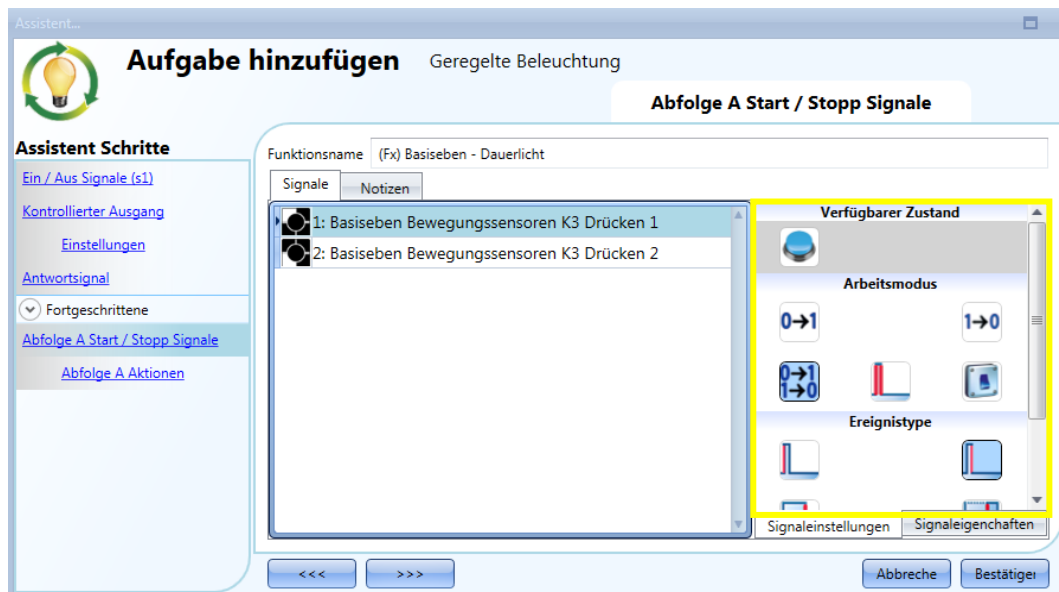 Assistent...
Aufgabe hinzufügen Geregelte Beleuchtung
Abfolge A Start / Stopp Signale
Assistent Schritte
Ein / Aus Signale (s1)
Kontrollierter Ausgang
Einstellungen
Antwortsignal
Fortgeschrittene
Abfolge A Start / Stopp Signale
Abfolge A Aktionen
Funktionsname (Fx) Basiseben - Dauerlicht
Signale Notizen
1: Basiseben Bewegungssensoren K3 Drücken 1
2: Basiseben Bewegungssensoren K3 Drücken 2
Verfügbarer Zustand
Arbeitsmodus
0→1 1→0
0→1
1→0
Ereignistype
Signaleinstellungen Signaleigenschaften
<<< >>> Abbreche Bestätiger